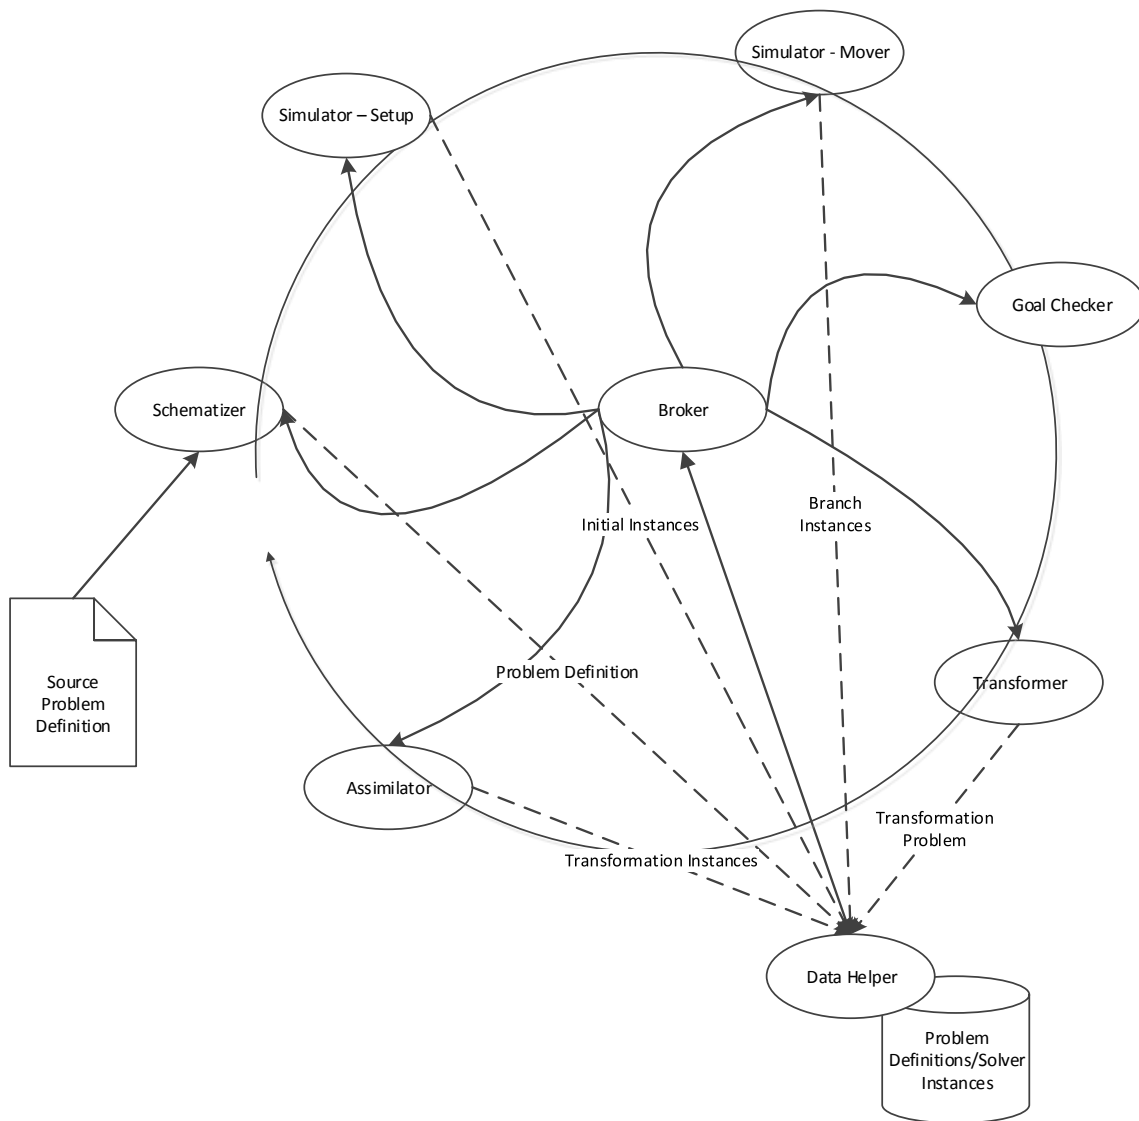 Simulator - Mover
Simulator – Setup
Goal Checker
Schematizer
Broker
Branch
Instances
Initial Instances
Problem Definition
Source
Problem
Definition
Transformer
Assimilator
Transformation
Problem
Transformation Instances
Data Helper
Problem
Definitions/Solver
Instances